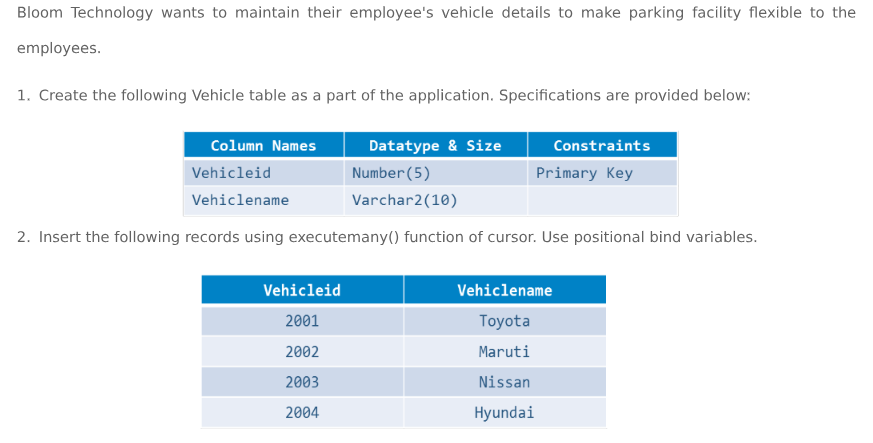 Bloom Technology wants to maintain their employee's vehicle details to make parking facility flexible to the
employees.
1. Create the following Vehicle table as a part of the application. Specifications are provided below:
Column Names Datatype & Size Constraints
Vehicleid Number(5) Primary Key
Vehiclename Varchar2(10)
2. Insert the following records using executemany() function of cursor. Use positional bind variables.
Vehicleid Vehiclename
2001 Toyota
2002 Maruti
2003 Nissan
2004 Hyundai